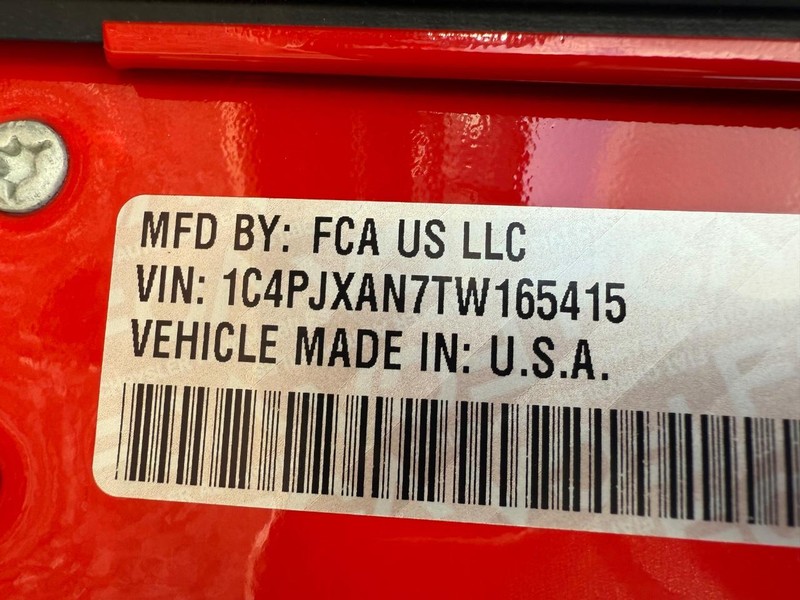 MFD BY: FCA US LLC
VIN: 1C4PJXAN7TW165415
VEHICLE MADE IN: U.S.A.